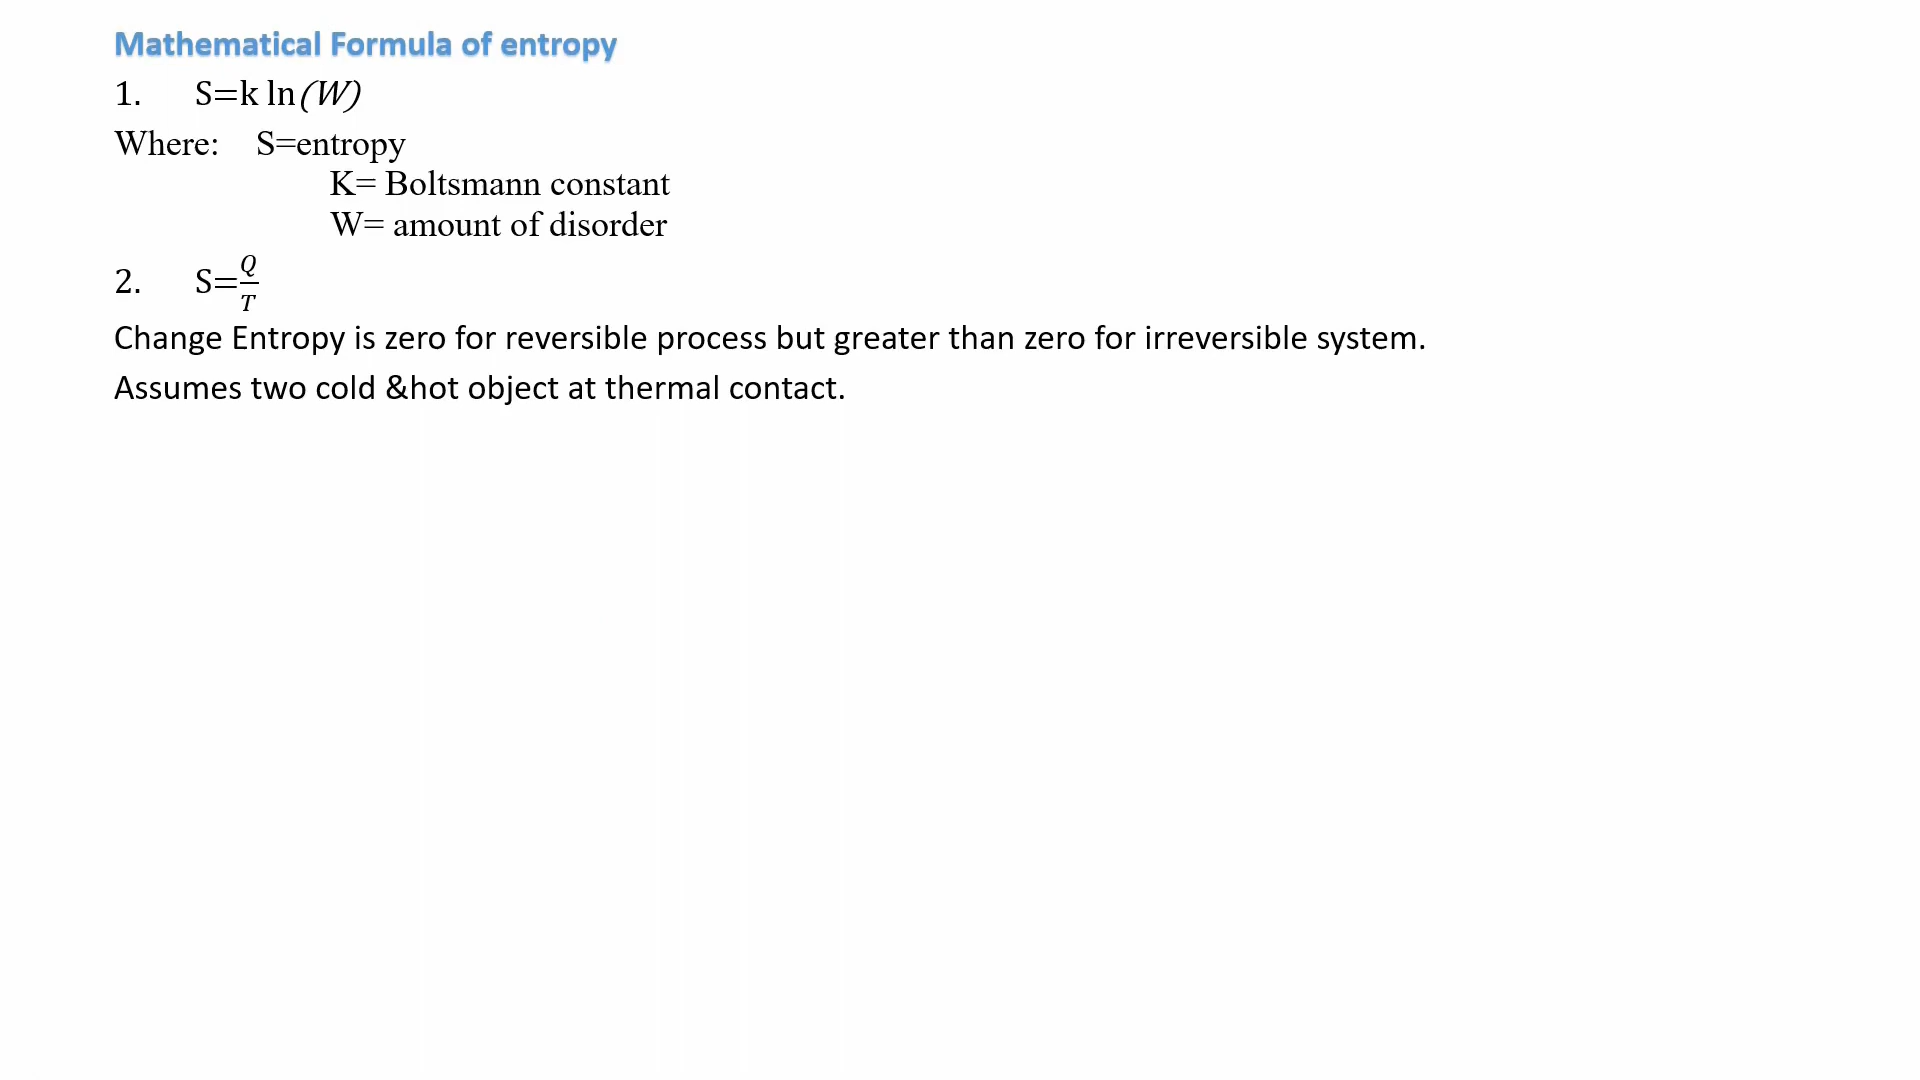 Mathematical Formula of entropy
1. S=k ln(W)
Where: S=entropy
K= Boltsmann constant
W= amount of disorder
2. S=Q/T
Change Entropy is zero for reversible process but greater than zero for irreversible system.
Assumes two cold &hot object at thermal contact.